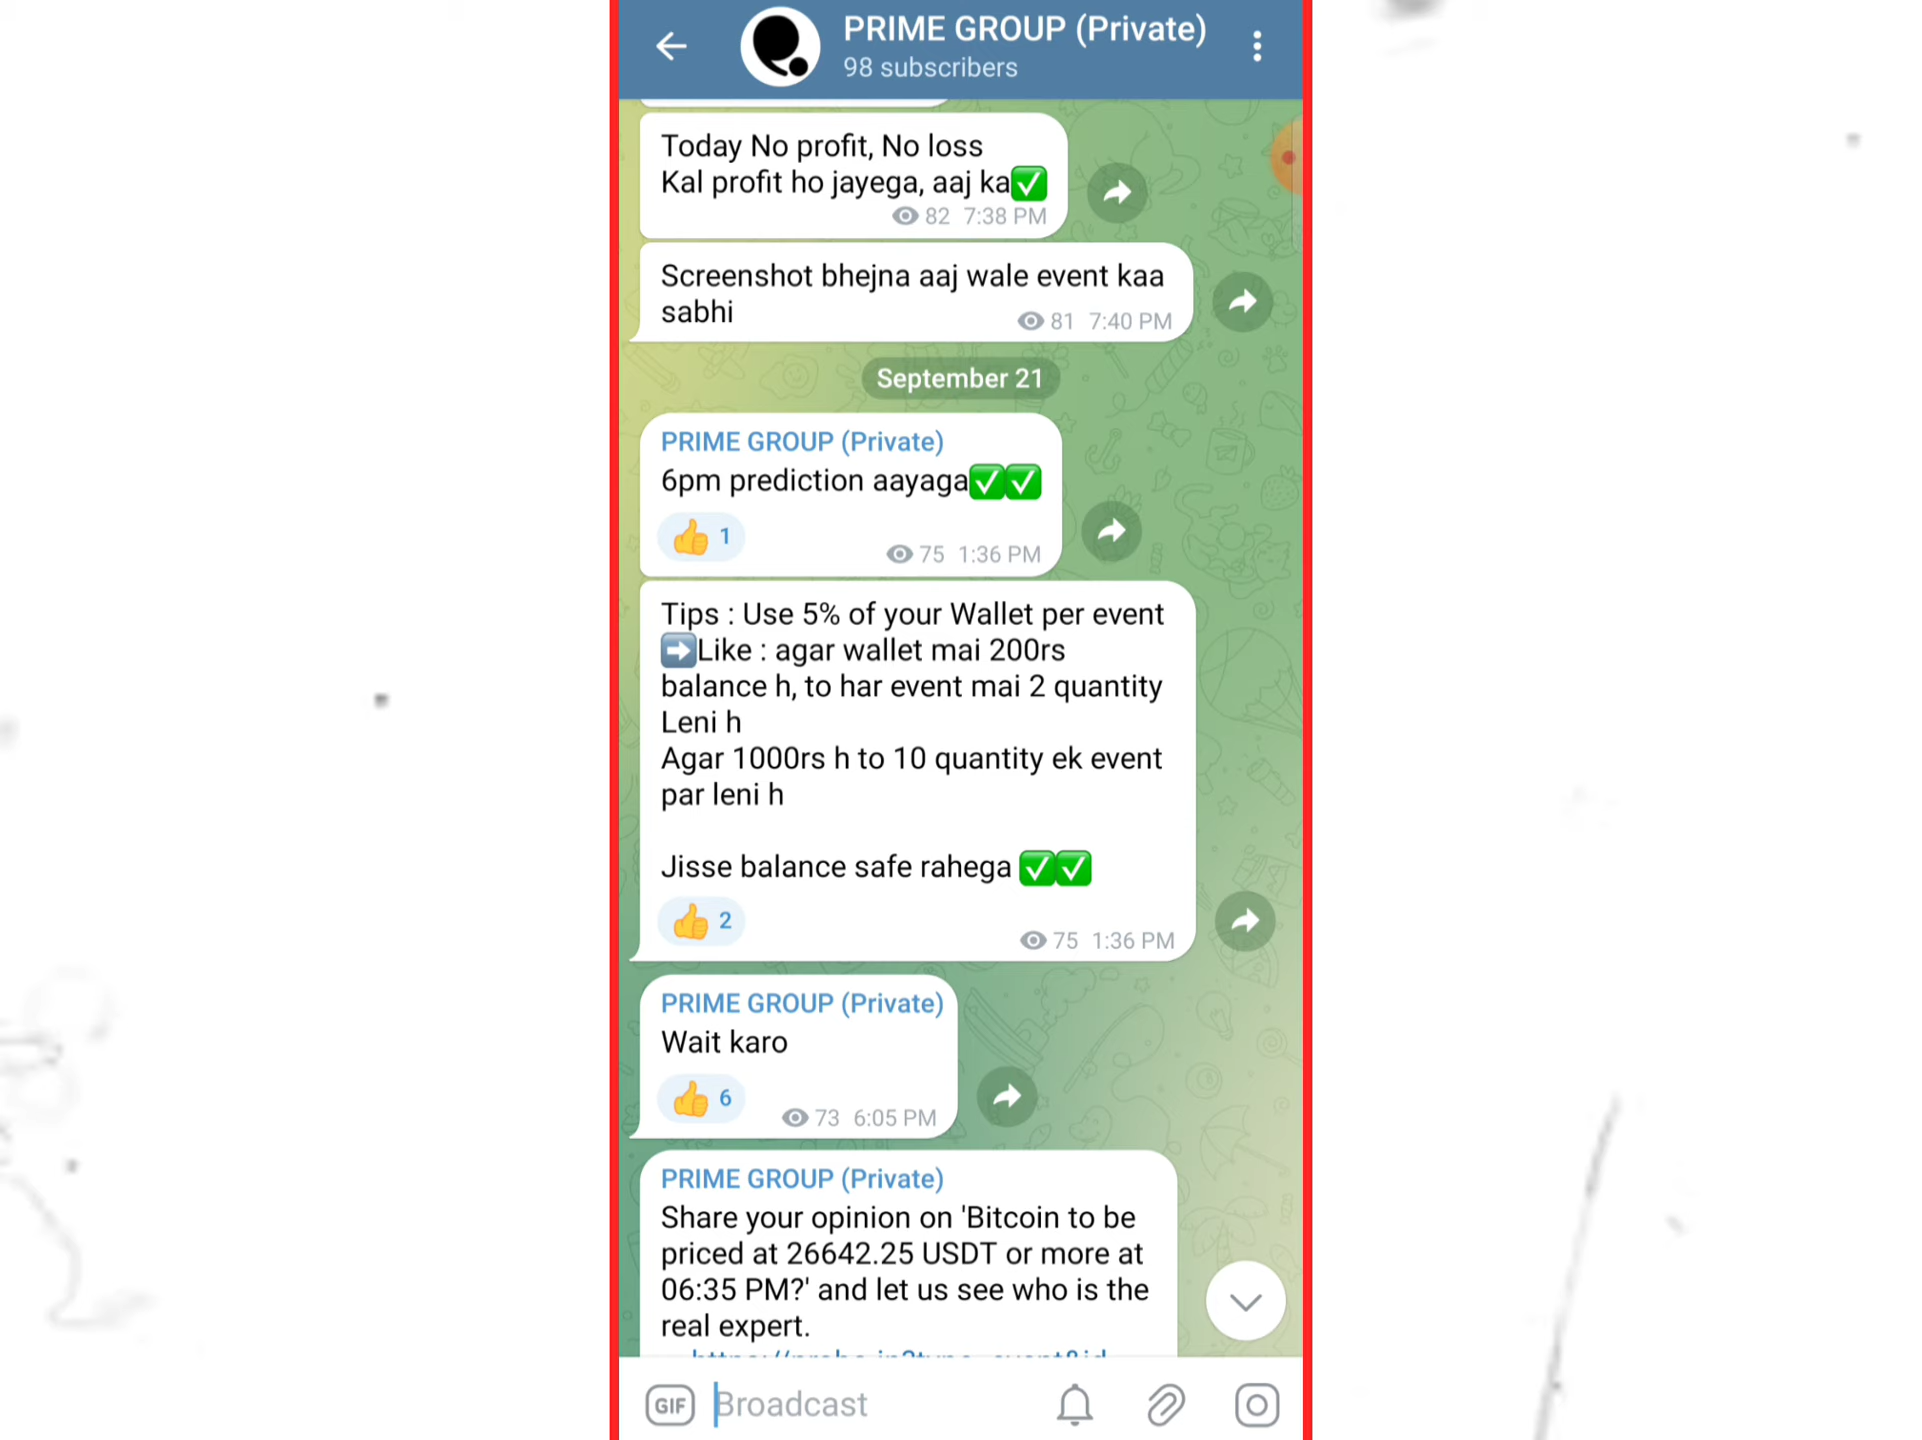 PRIME GROUP (Private)
98 subscribers
Today No profit, No loss
Kal profit ho jayega, aaj ka✅
82 7:38 PM
Screenshot bhejna aaj wale event kaa
sabhi
81 7:40 PM
September 21
PRIME GROUP (Private)
6pm prediction aayaga✅✅
👍 1
75 1:36 PM
Tips : Use 5% of your Wallet per event
➡️Like : agar wallet mai 200rs
balance h, to har event mai 2 quantity
Leni h
Agar 1000rs h to 10 quantity ek event
par leni h
Jisse balance safe rahega ✅✅
👍 2
75 1:36 PM
PRIME GROUP (Private)
Wait karo
👍 6
73 6:05 PM
PRIME GROUP (Private)
Share your opinion on 'Bitcoin to be
priced at 26642.25 USDT or more at
06:35 PM?' and let us see who is the
real expert.
GIF
Broadcast